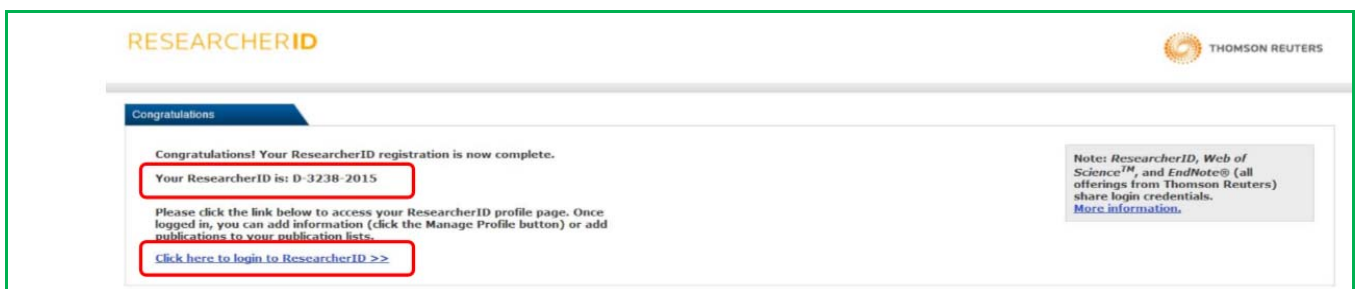 RESEARCHERID
THOMSON REUTERS
Congratulations
Congratulations! Your ResearcherID registration is now complete.
Your ResearcherID is: D-3238-2015
Please click the link below to access your ResearcherID profile page. Once
logged in, you can add information (click the Manage Profile button) or add
publications to your publication lists.
Click here to login to ResearcherID >>
Note: ResearcherID, Web of
Science™, and EndNote® (all
offerings from Thomson Reuters)
share login credentials.
More information.